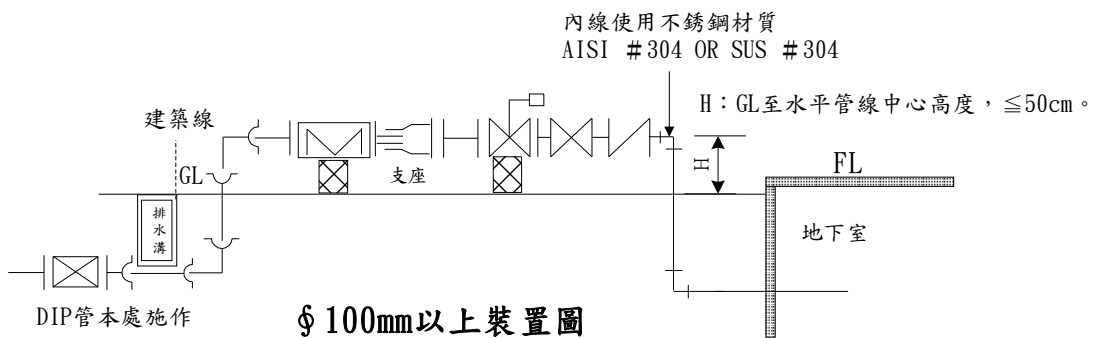 內線使用不銹鋼材質
AISI #304 OR SUS #304
H:GL至水平管線中心高度,≦50cm。
建築線
GL
支座
H
FL
排水溝
地下室
DIP管本處施作
∮100mm以上裝置圖